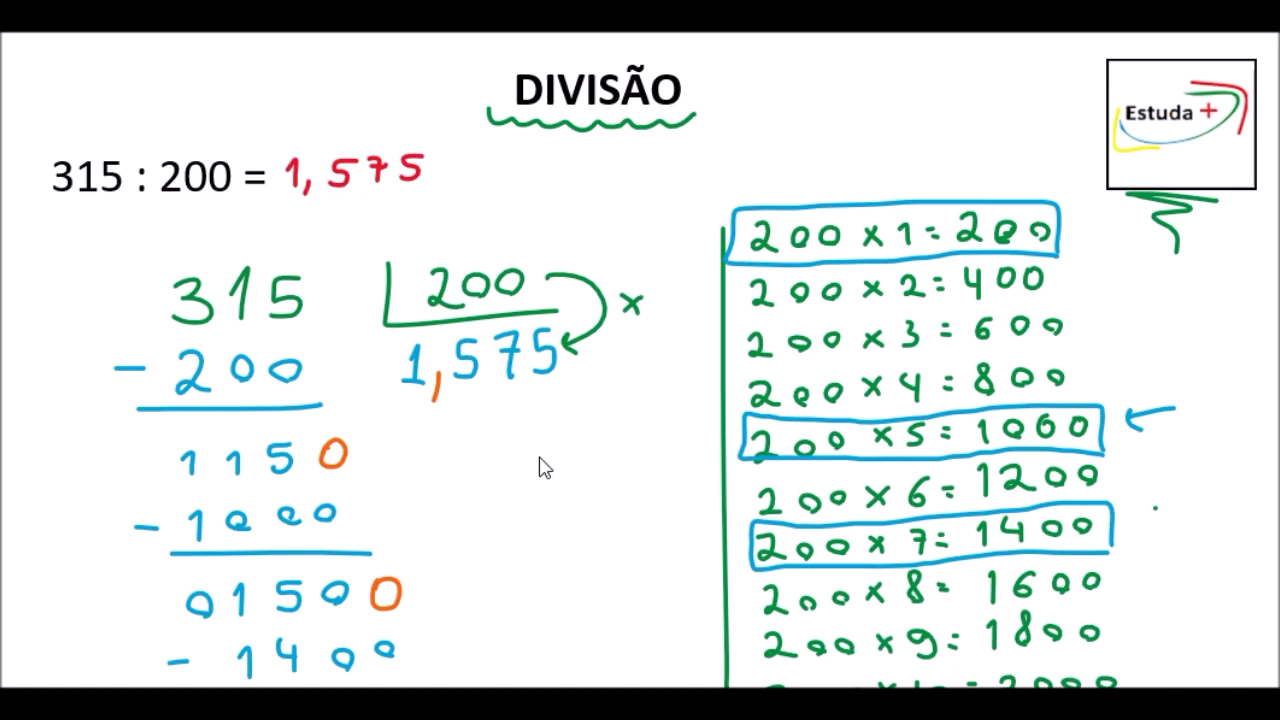 DIVISÃO
Estuda +
315 : 200 = 1,575
315 200
×
- 200 1,575
1150
- 1000
01500
- 1400
200 × 1 = 200
200 × 2 = 400
200 × 3 = 600
200 × 4 = 800
200 × 5 = 1000
200 × 6 = 1200
200 × 7 = 1400
200 × 8 = 1600
200 × 9 = 1800